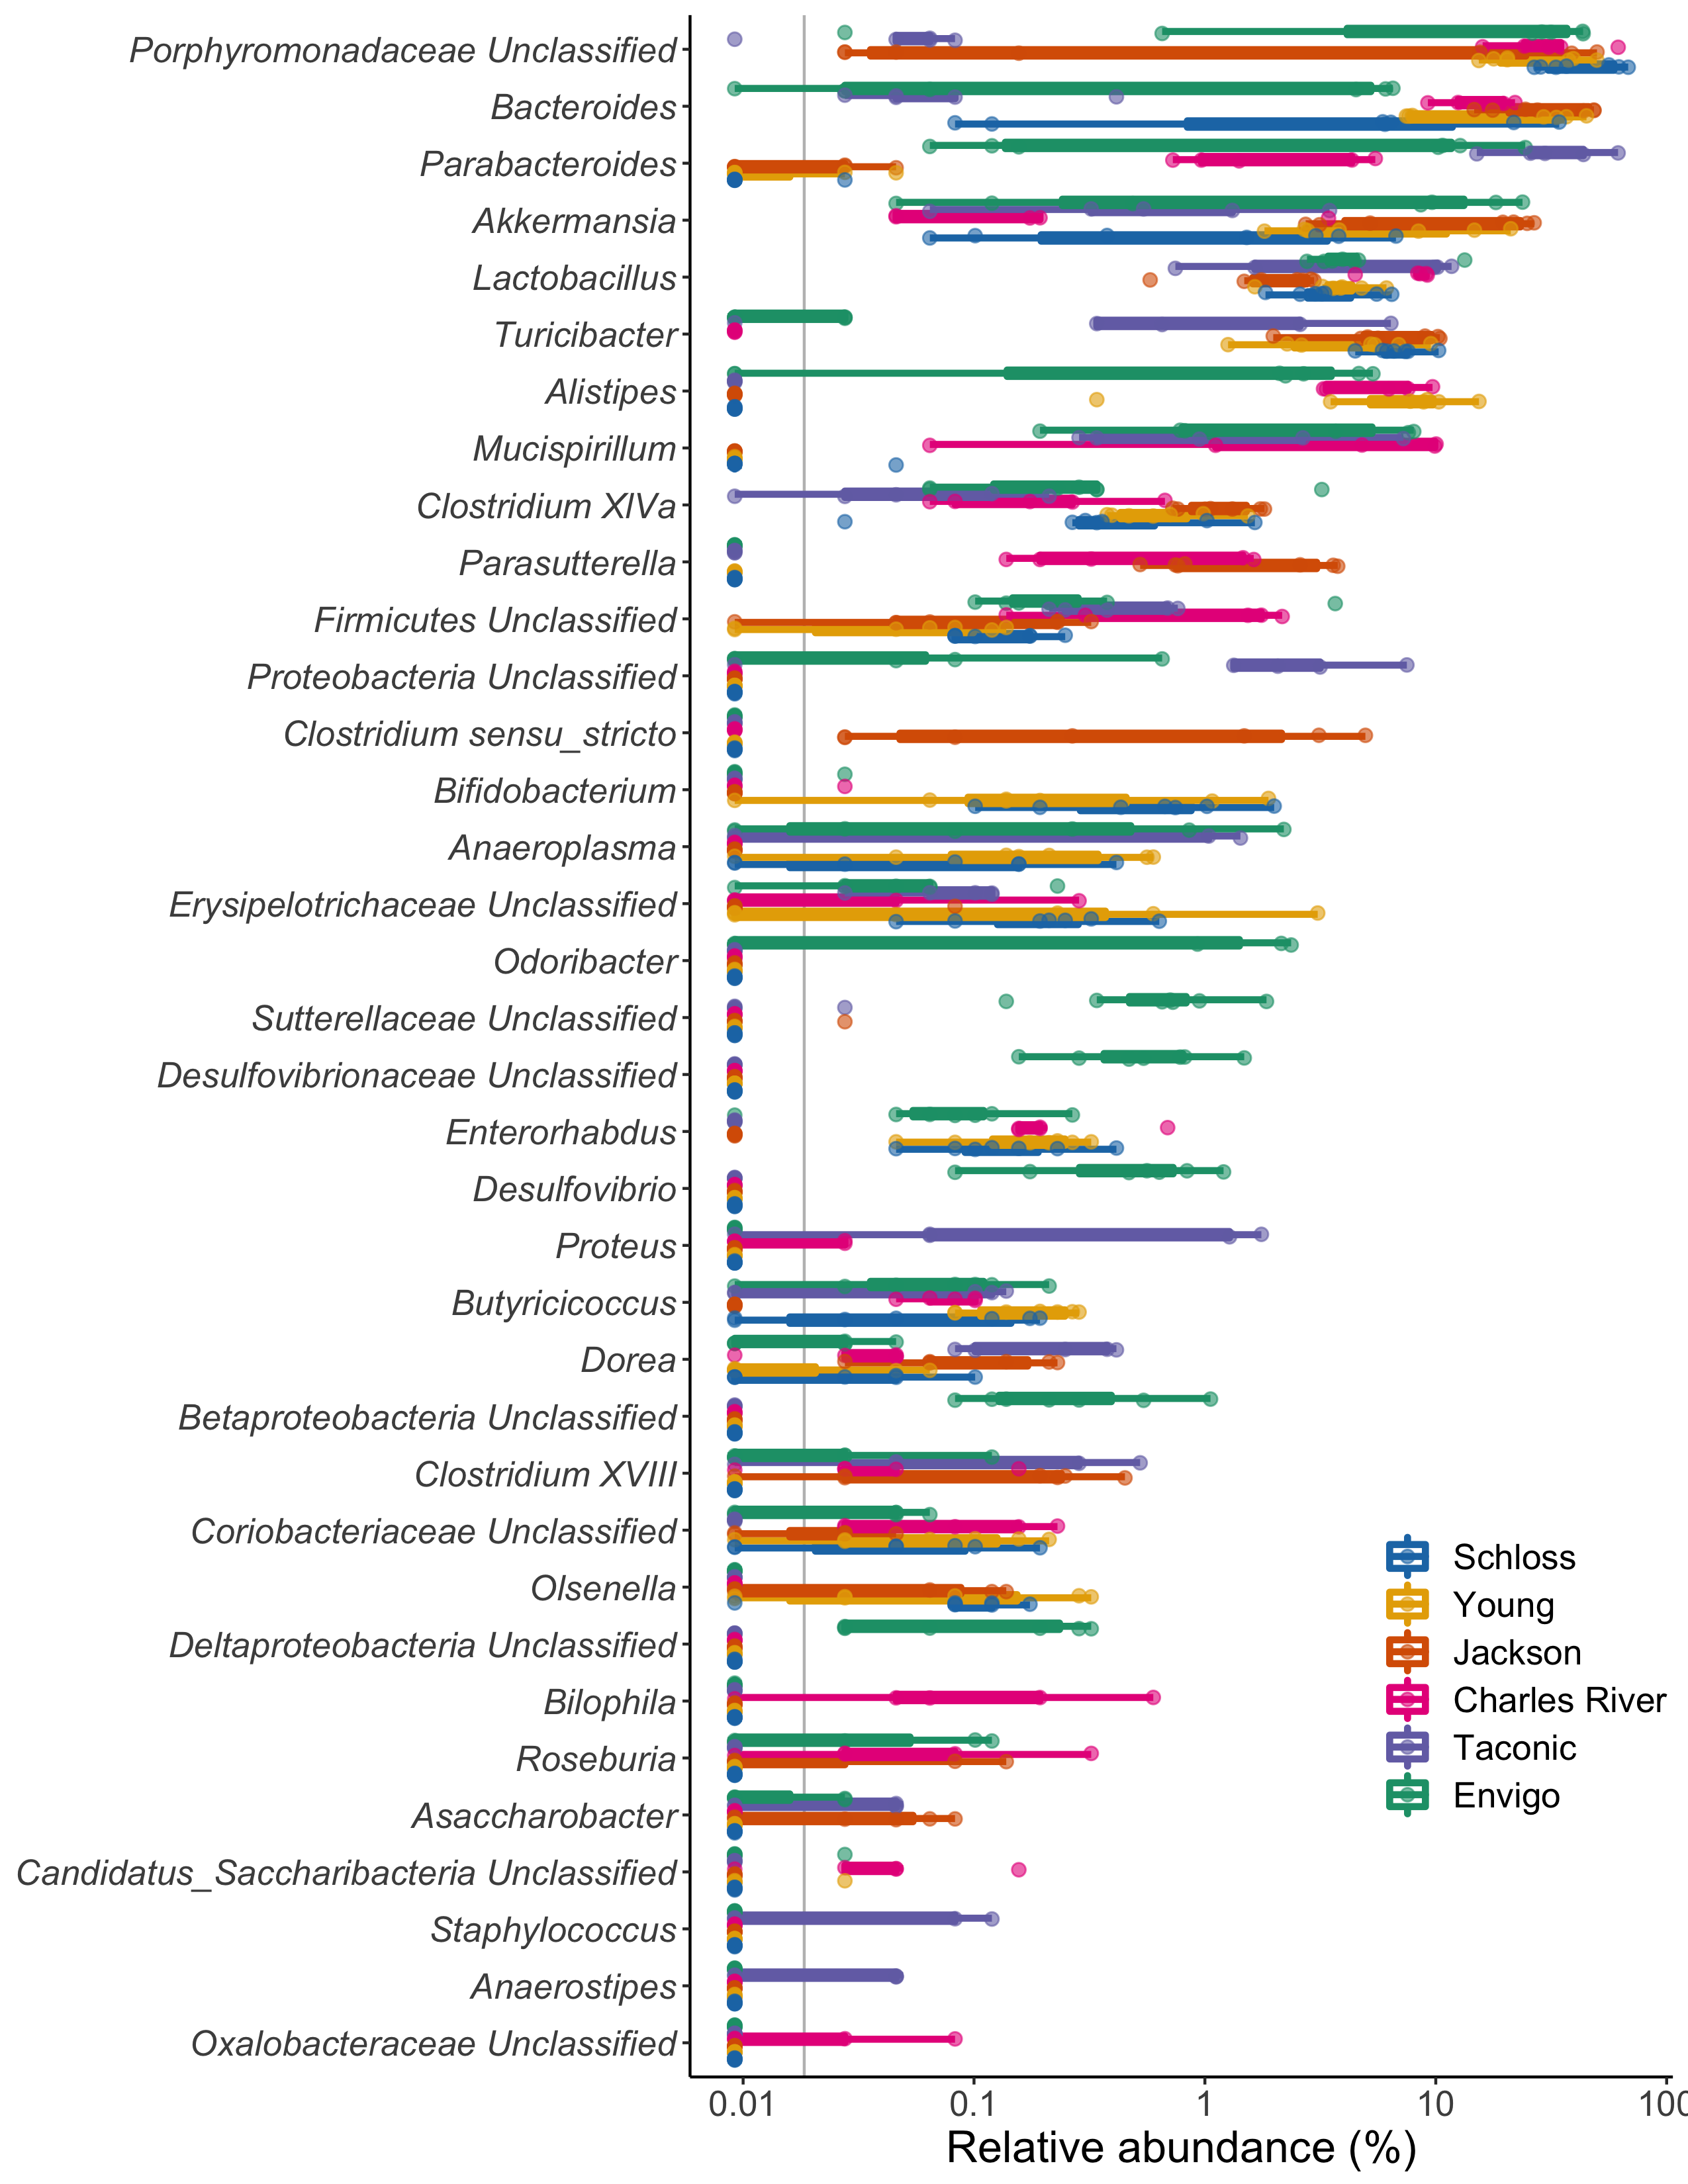 Porphyromonadaceae Unclassified
Bacteroides
Parabacteroides
Akkermansia
Lactobacillus
Turicibacter
Alistipes
Mucispirillum
Clostridium XlVa
Parasutterella
Firmicutes Unclassified
Proteobacteria Unclassified
Clostridium sensu_stricto
Bifidobacterium
Anaeroplasma
Erysipelotrichaceae Unclassified
Odoribacter
Sutterellaceae Unclassified
Desulfovibrionaceae Unclassified
Enterorhabdus
Desulfovibrio
Proteus
Butyricicoccus
Dorea
Betaproteobacteria Unclassified
Clostridium XVIII
Coriobacteriaceae Unclassified
Olsenella
Deltaproteobacteria Unclassified
Bilophila
Roseburia
Asaccharobacter
Candidatus_Saccharibacteria Unclassified
Staphylococcus
Anaerostipes
Oxalobacteraceae Unclassified
Schloss
Young
Jackson
Charles River
Taconic
Envigo
0.01 0.1 1 10 100
Relative abundance (%)